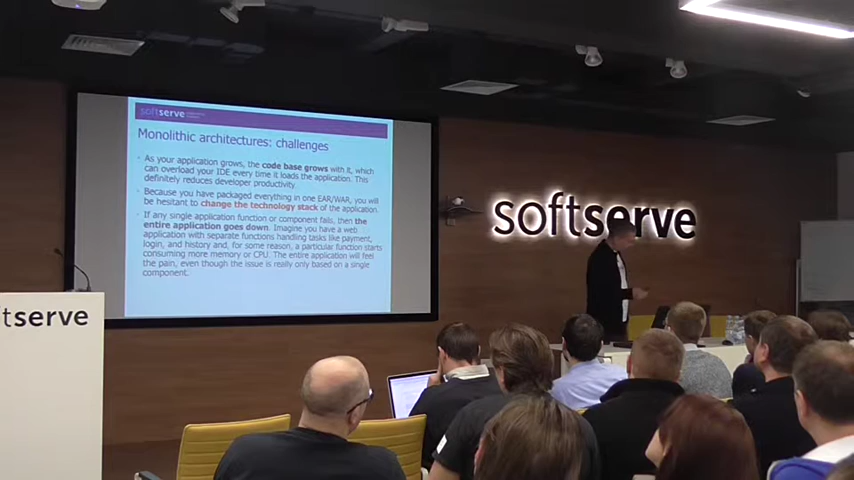 softserve
Monolithic architectures: challenges
As your application grows, the code base grows with it, which
can overload your IDE every time it loads the application. This
definitely reduces developer productivity.
Because you have packaged everything in one EAR/WAR, you will
be hesitant to change the technology stack of the application.
If any single application function or component fails, then the
entire application goes down. Imagine you have a web
application with separate functions handling tasks like payment,
login, and history and, for some reason, a particular function starts
consuming more memory or CPU. The entire application will feel
the pain, even though the issue is really only based on a single
component.
softserve
tserve